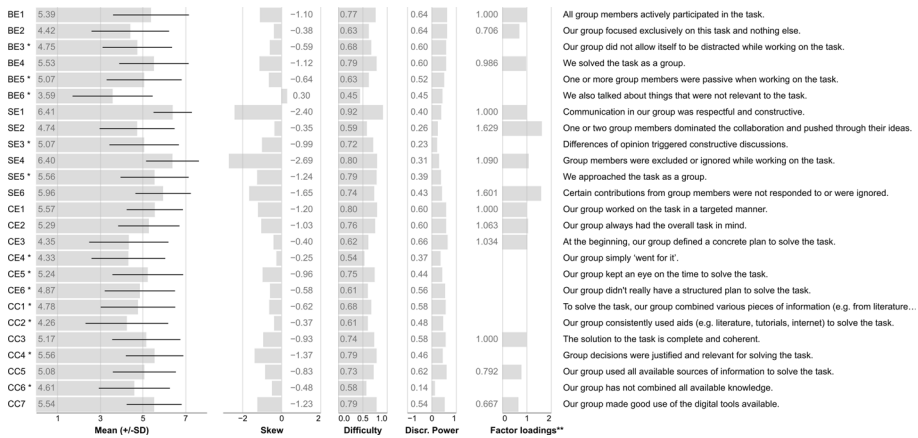 BE1 5.39 −1.10 0.77 0.64 1.000 All group members actively participated in the task.
BE2 4.42 −0.38 0.63 0.64 0.706 Our group focused exclusively on this task and nothing else.
BE3 * 4.75 −0.59 0.68 0.60 Our group did not allow itself to be distracted while working on the task.
BE4 5.53 −1.12 0.79 0.60 0.986 We solved the task as a group.
BE5 * 5.07 −0.64 0.63 0.52 One or more group members were passive when working on the task.
BE6 * 3.59 0.30 0.45 0.45 We also talked about things that were not relevant to the task.
SE1 6.41 −2.40 0.92 0.40 1.000 Communication in our group was respectful and constructive.
SE2 4.74 −0.35 0.59 0.26 1.629 One or two group members dominated the collaboration and pushed through their ideas.
SE3 * 5.07 −0.99 0.72 0.23 Differences of opinion triggered constructive discussions.
SE4 6.40 −2.69 0.80 0.31 1.090 Group members were excluded or ignored while working on the task.
SE5 * 5.56 −1.24 0.79 0.39 We approached the task as a group.
SE6 5.96 −1.65 0.74 0.43 1.601 Certain contributions from group members were not responded to or were ignored.
CE1 5.57 −1.20 0.80 0.60 1.000 Our group worked on the task in a targeted manner.
CE2 5.29 −1.03 0.76 0.60 1.063 Our group always had the overall task in mind.
CE3 4.35 −0.40 0.62 0.66 1.034 At the beginning, our group defined a concrete plan to solve the task.
CE4 * 4.33 −0.25 0.54 0.37 Our group simply 'went for it'.
CE5 * 5.24 −0.96 0.75 0.44 Our group kept an eye on the time to solve the task.
CE6 * 4.87 −0.58 0.61 0.56 Our group didn't really have a structured plan to solve the task.
CC1 * 4.78 −0.62 0.68 0.58 To solve the task, our group combined various pieces of information (e.g. from literature…
CC2 * 4.26 −0.37 0.61 0.48 Our group consistently used aids (e.g. literature, tutorials, internet) to solve the task.
CC3 5.17 −0.93 0.74 0.58 1.000 The solution to the task is complete and coherent.
CC4 * 5.56 −1.37 0.79 0.46 Group decisions were justified and relevant for solving the task.
CC5 5.08 −0.83 0.73 0.62 0.792 Our group used all available sources of information to solve the task.
CC6 * 4.61 −0.48 0.58 0.14 Our group has not combined all available knowledge.
CC7 5.54 −1.23 0.79 0.54 0.667 Our group made good use of the digital tools available.
1 3 5 7 −2 0 2 0.0 0.5 1.0 0 1 0 1 2
Mean (+/-SD) Skew Difficulty Discr. Power Factor loadings**